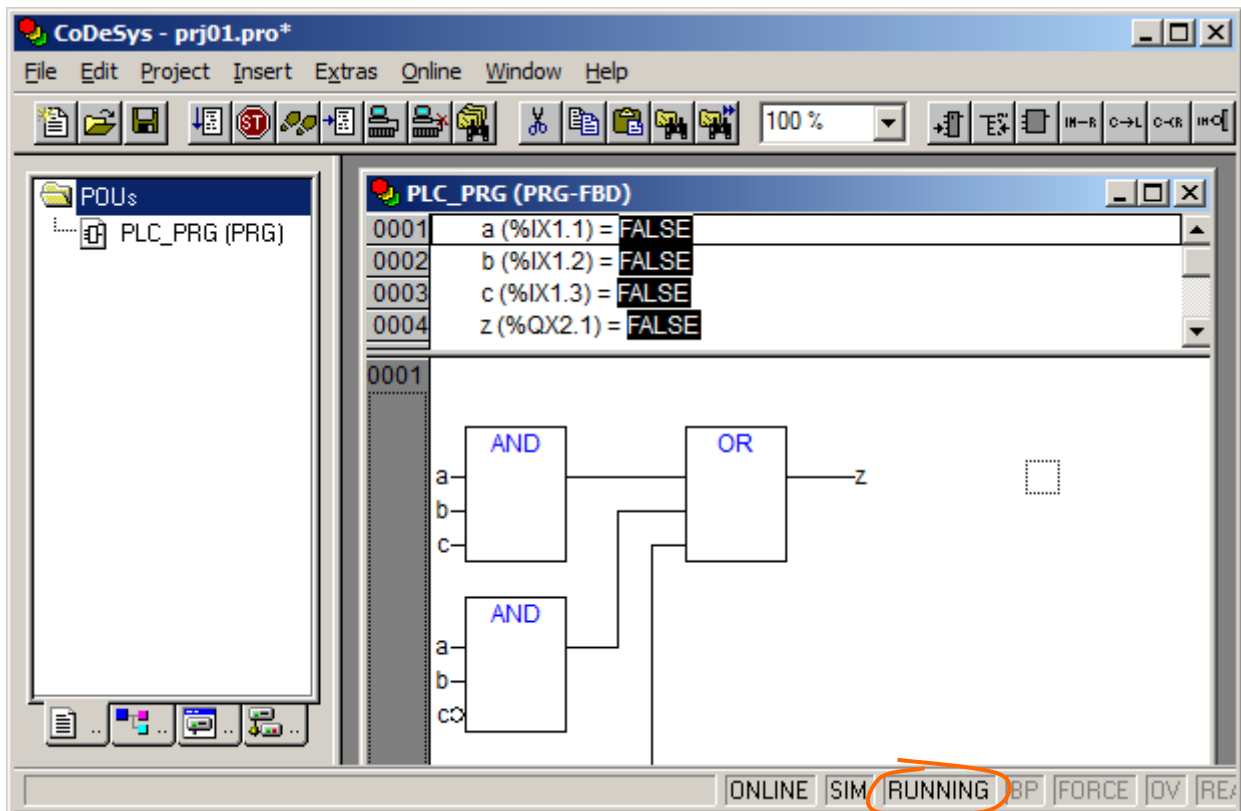 CoDeSys - prj01.pro*
File Edit Project Insert Extras Online Window Help
100 %
POUs
PLC_PRG (PRG)
PLC_PRG (PRG-FBD)
0001 a (%IX1.1) = FALSE
0002 b (%IX1.2) = FALSE
0003 c (%IX1.3) = FALSE
0004 z (%QX2.1) = FALSE
0001
AND OR
a z
b
c
AND
a
b
c
ONLINE SIM RUNNING BP FORCE OV